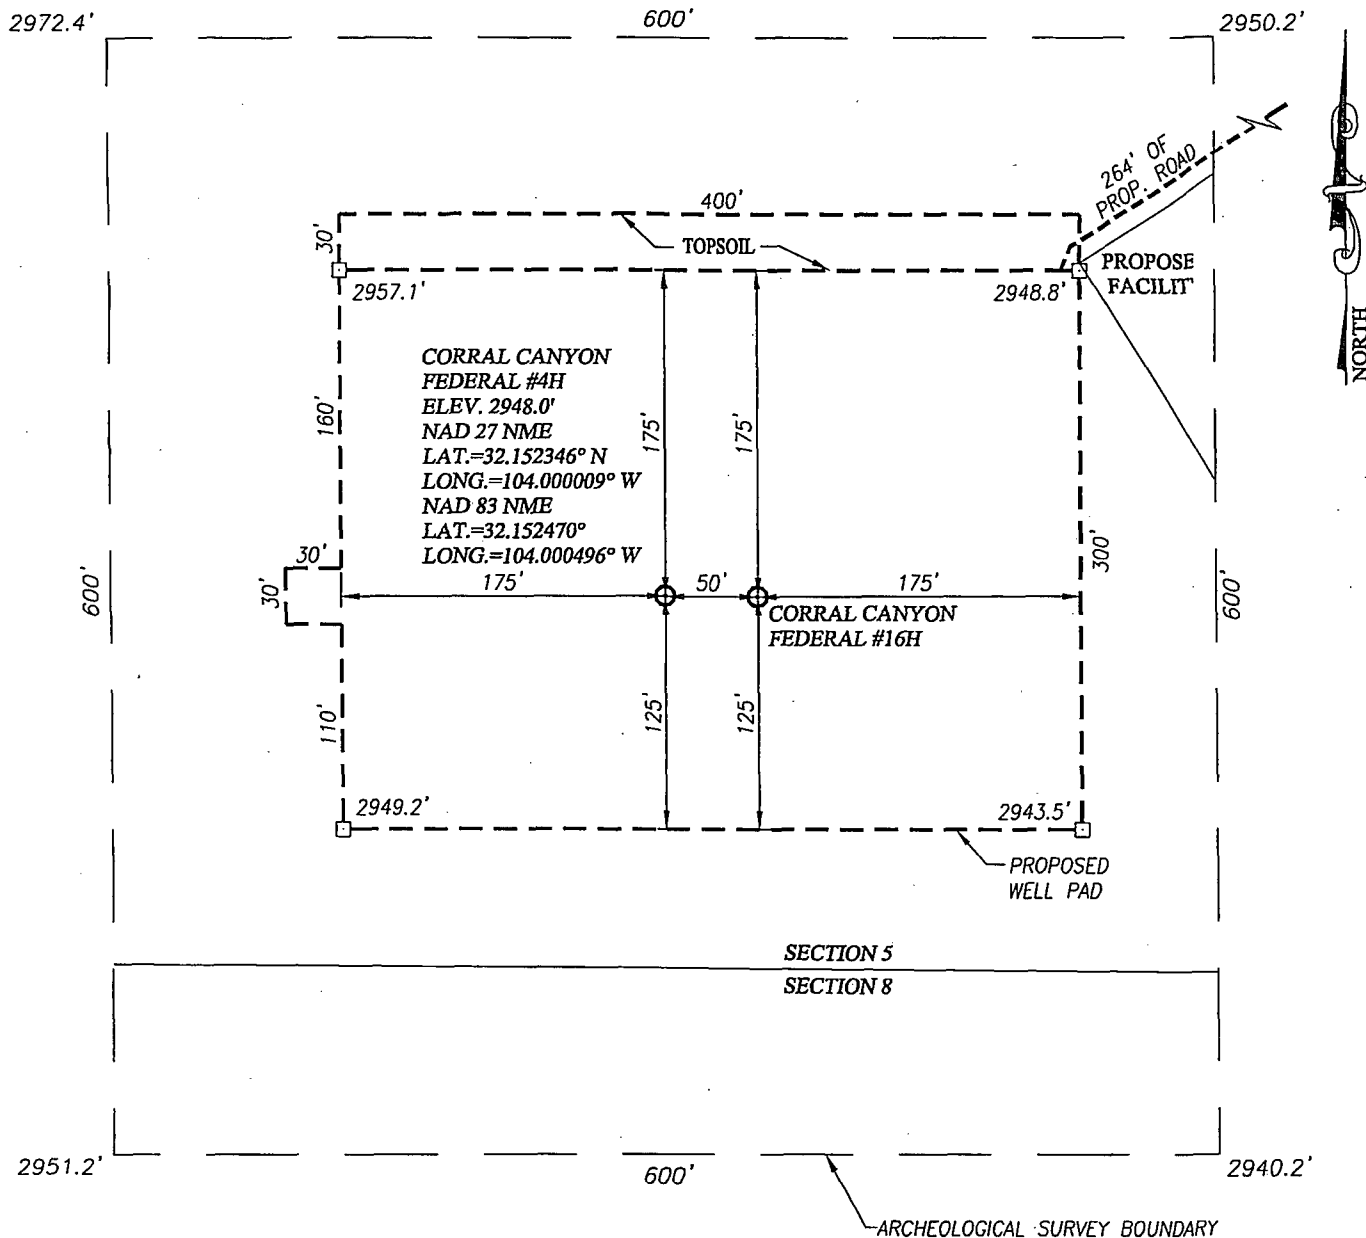 2972.4'
600'
2950.2'
264' OF
PROP. ROAD
400'
30'
TOPSOIL
2957.1'
2948.8'
PROPOSE
FACILIT
NORTH
CORRAL CANYON
FEDERAL #4H
ELEV. 2948.0'
NAD 27 NME
LAT.=32.152346° N
LONG.=104.000009° W
NAD 83 NME
LAT.=32.152470°
LONG.=104.000496° W
160'
175'
175'
300'
30'
30'
600'
600'
175'
50'
175'
CORRAL CANYON
FEDERAL #16H
110'
125'
125'
2949.2'
2943.5'
PROPOSED
WELL PAD
SECTION 5
SECTION 8
2951.2'
600'
2940.2'
ARCHEOLOGICAL SURVEY BOUNDARY